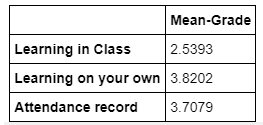 Mean-Grade
Learning in Class 2.5393
Learning on your own 3.8202
Attendance record 3.7079